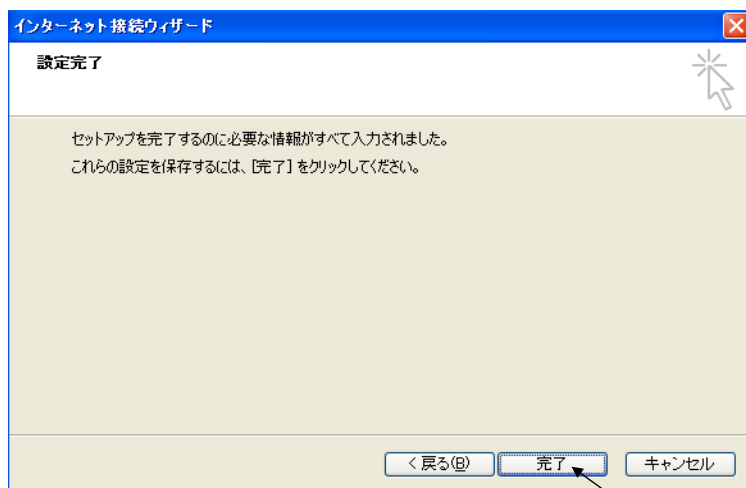 インターネット接続ウィザード
設定完了
セットアップを完了するのに必要な情報がすべて入力されました。
これらの設定を保存するには、[完了] をクリックしてください。
< 戻る(B)
完了
キャンセル